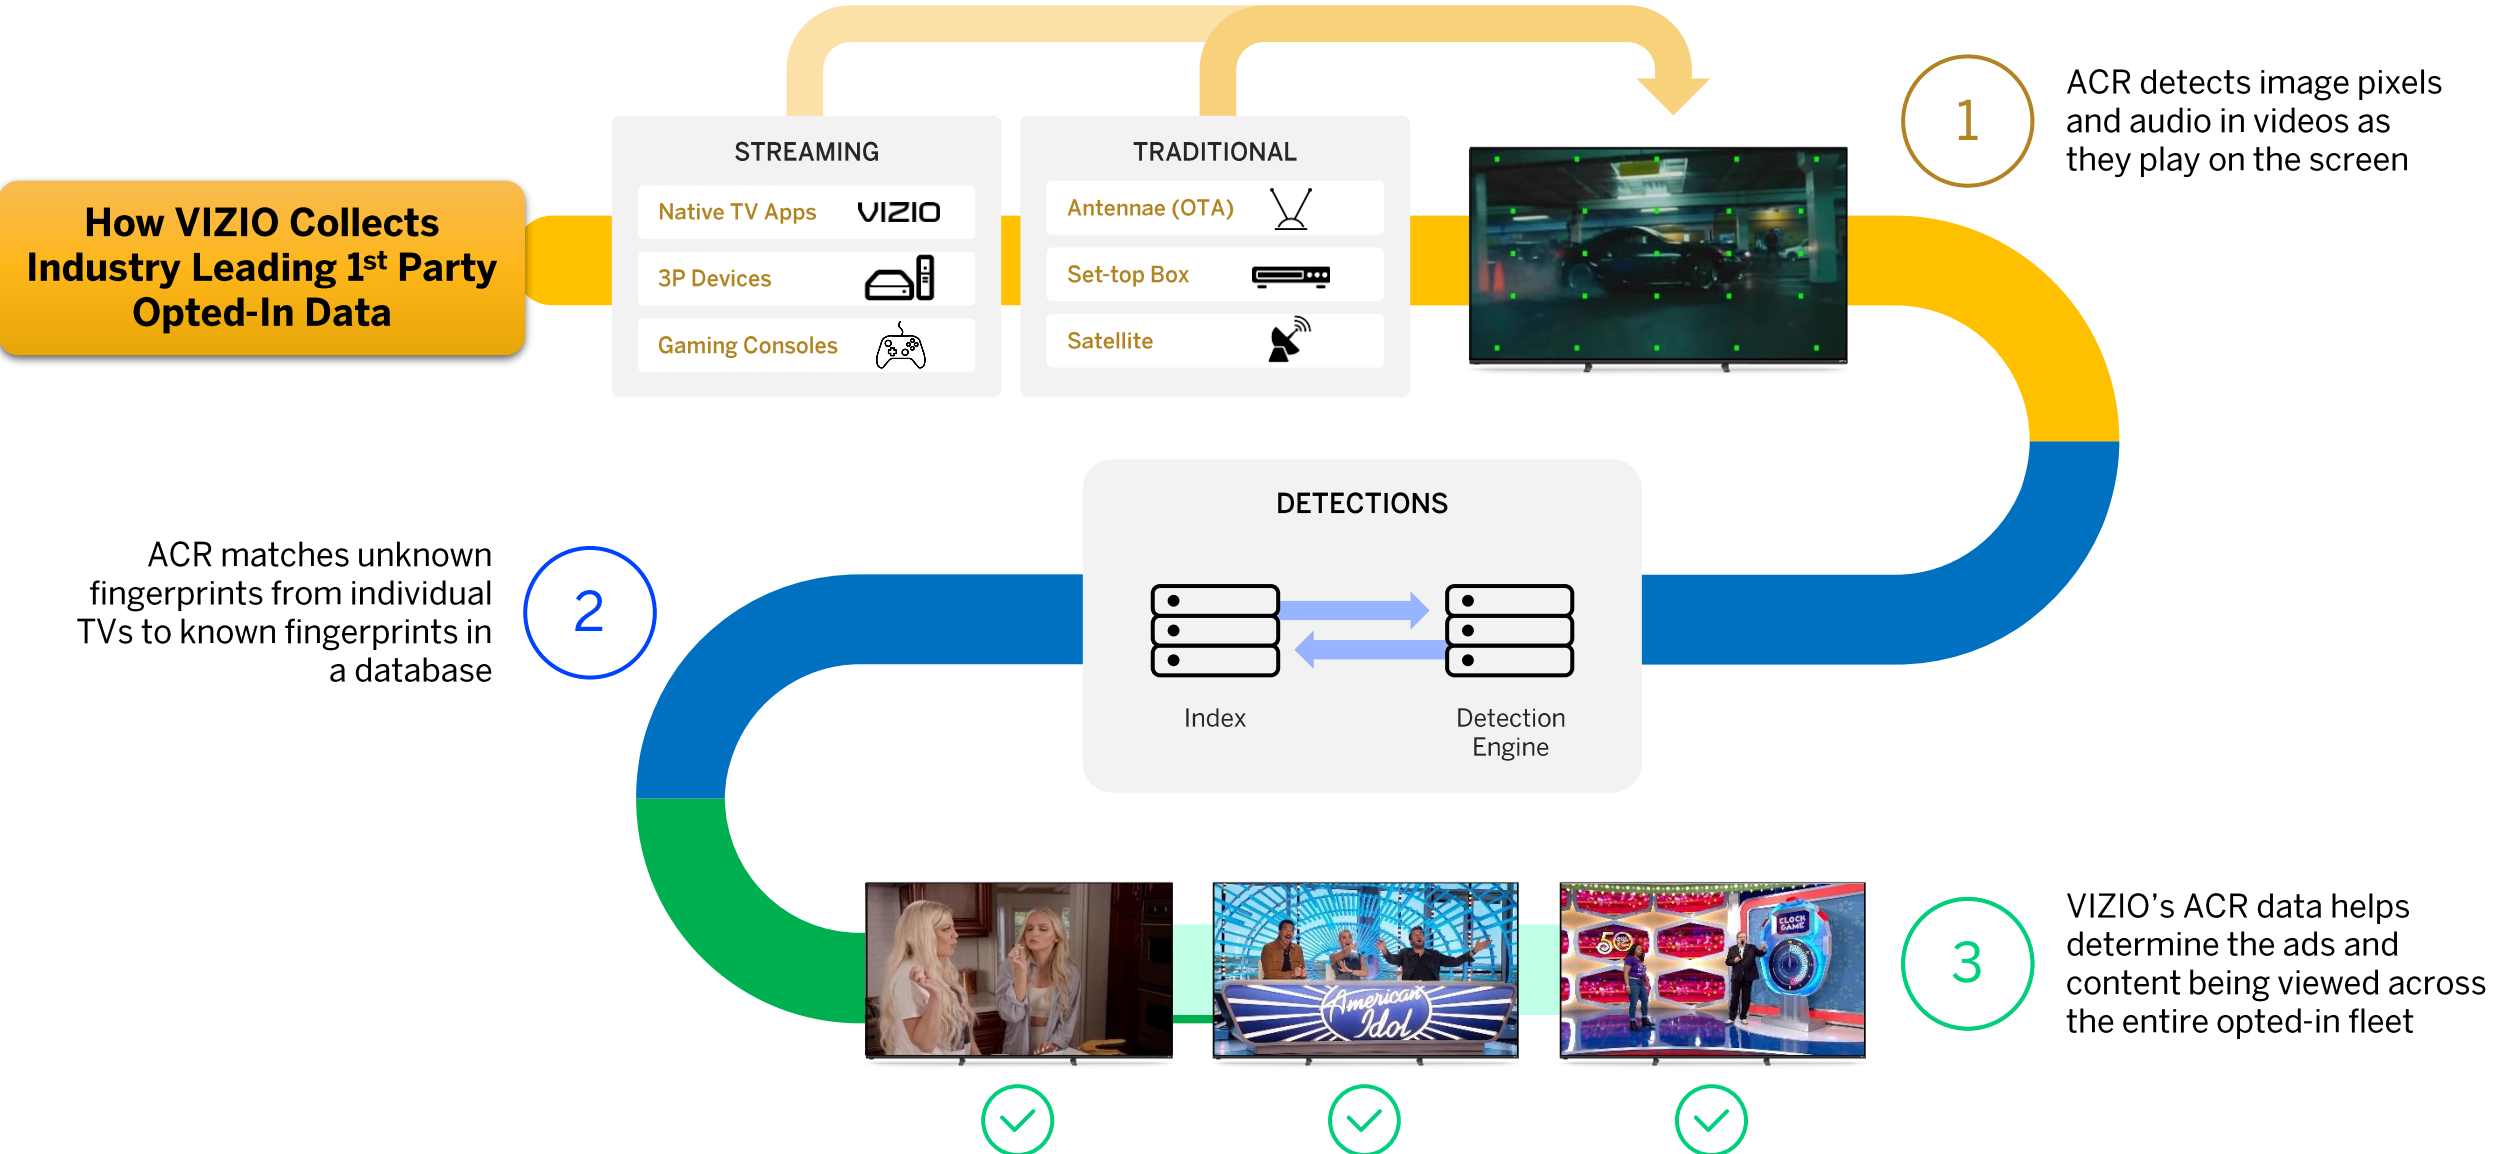 How VIZIO Collects
Industry Leading 1st Party
Opted-In Data
STREAMING
Native TV Apps
VIZIO
3P Devices
Gaming Consoles
TRADITIONAL
Antennae (OTA)
Set-top Box
Satellite
1
ACR detects image pixels
and audio in videos as
they play on the screen
DETECTIONS
Index
Detection
Engine
2
ACR matches unknown
fingerprints from individual
TVs to known fingerprints in
a database
American
Idol
50
CLOCK
GAME
3
VIZIO's ACR data helps
determine the ads and
content being viewed across
the entire opted-in fleet